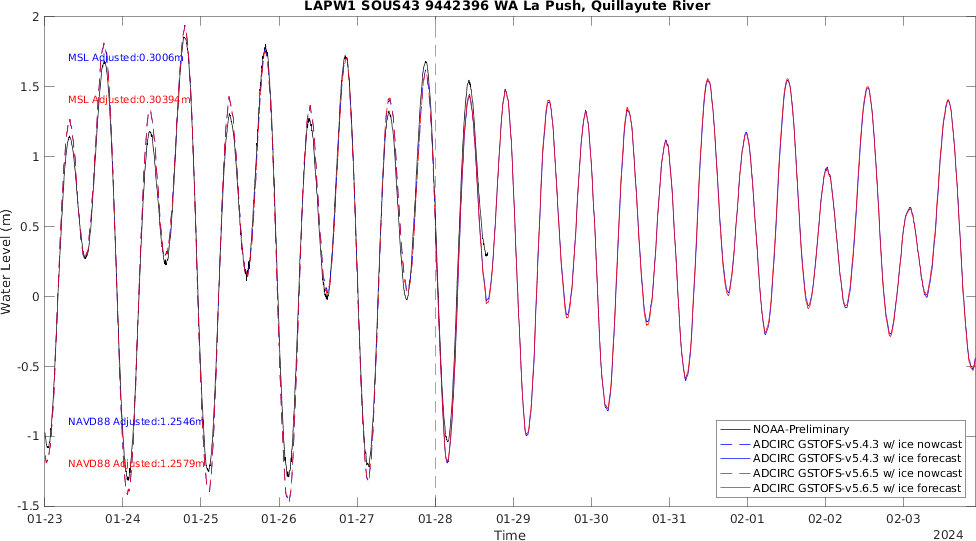 LAPW1 SOUS43 9442396 WA La Push, Quillayute River
2
1.5
1
0.5
0
-0.5
-1
-1.5
Water Level (m)
MSL Adjusted:0.3006m
MSL Adjusted:0.30394m
NAVD88 Adjusted:1.2546m
NAVD88 Adjusted:1.2579m
NOAA-Preliminary
ADCIRC GSTOFS-v5.4.3 w/ ice nowcast
ADCIRC GSTOFS-v5.4.3 w/ ice forecast
ADCIRC GSTOFS-v5.6.5 w/ ice nowcast
ADCIRC GSTOFS-v5.6.5 w/ ice forecast
01-23 01-24 01-25 01-26 01-27 01-28 01-29 01-30 01-31 02-01 02-02 02-03
Time
2024